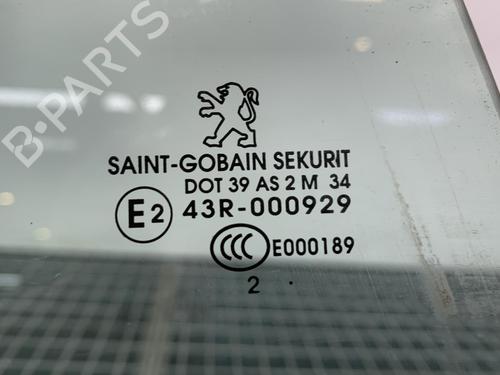 B-PARTS
SAINT-GOBAIN SEKURIT
DOT 39 AS 2 M 34
E2 43R-000929
CCC E000189
2